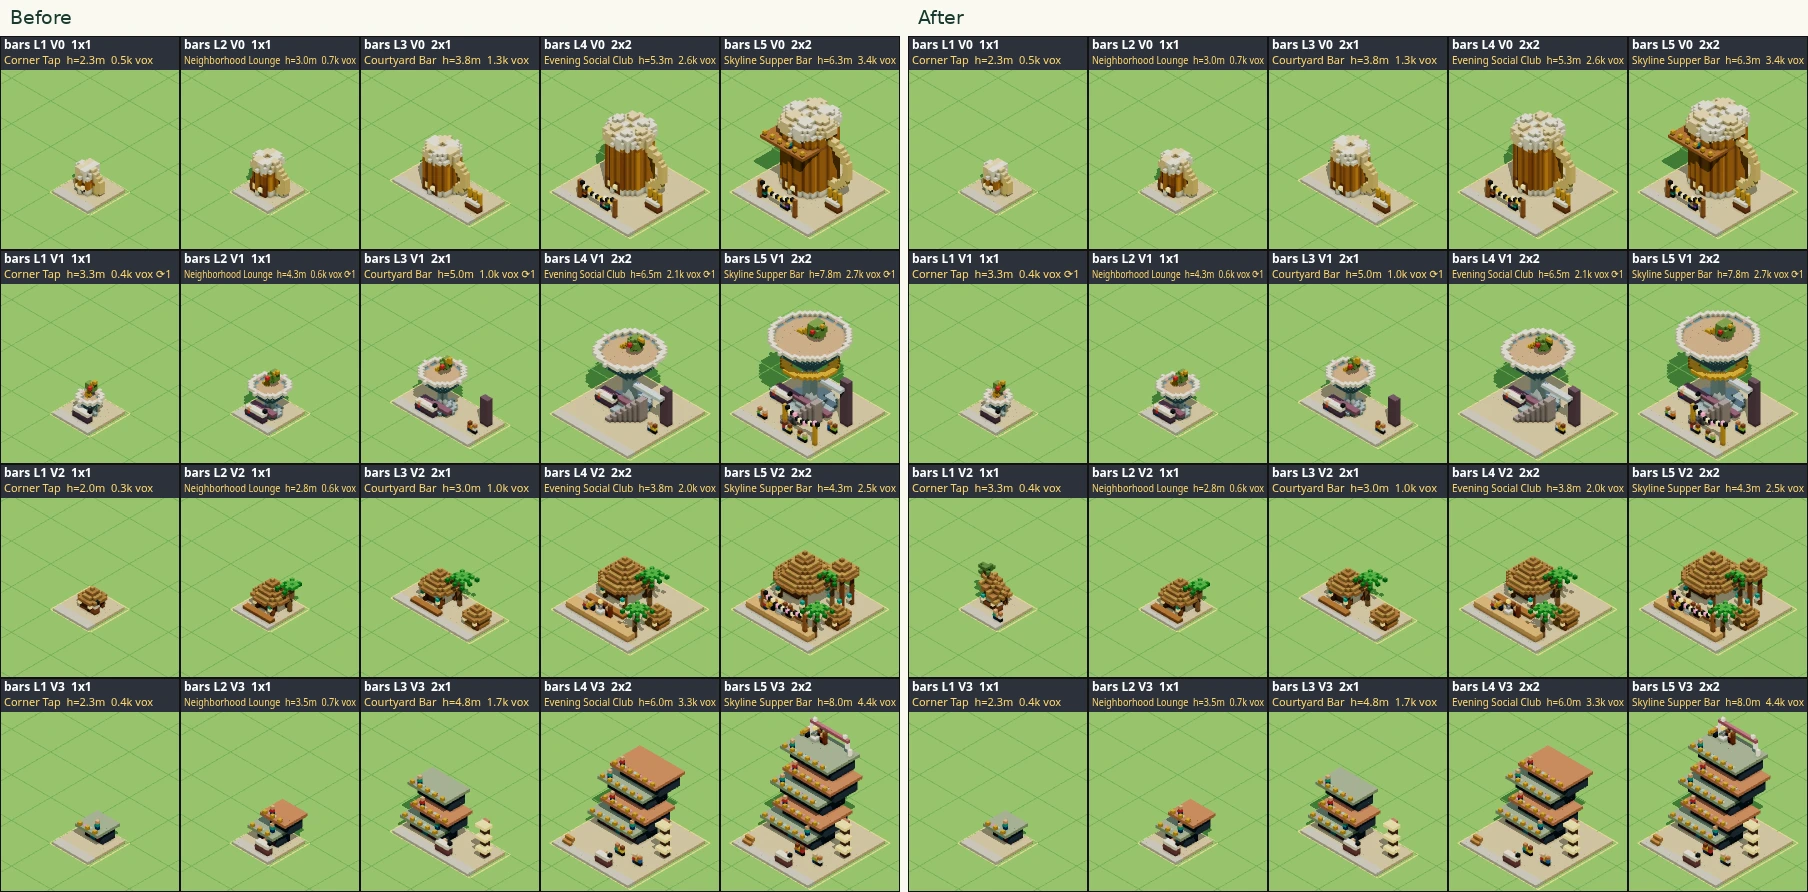 Before
After
bars L1 V0 1x1
Corner Tap h=2.3m 0.5k vox
bars L2 V0 1x1
Neighborhood Lounge h=3.0m 0.7k vox
bars L3 V0 2x1
Courtyard Bar h=3.8m 1.3k vox
bars L4 V0 2x2
Evening Social Club h=5.3m 2.6k vox
bars L5 V0 2x2
Skyline Supper Bar h=6.3m 3.4k vox
bars L1 V0 1x1
Corner Tap h=2.3m 0.5k vox
bars L2 V0 1x1
Neighborhood Lounge h=3.0m 0.7k vox
bars L3 V0 2x1
Courtyard Bar h=3.8m 1.3k vox
bars L4 V0 2x2
Evening Social Club h=5.3m 2.6k vox
bars L5 V0 2x2
Skyline Supper Bar h=6.3m 3.4k vox
bars L1 V1 1x1
Corner Tap h=3.3m 0.4k vox ⟳1
bars L2 V1 1x1
Neighborhood Lounge h=4.3m 0.6k vox ⟳1
bars L3 V1 2x1
Courtyard Bar h=5.0m 1.0k vox ⟳1
bars L4 V1 2x2
Evening Social Club h=6.5m 2.1k vox ⟳1
bars L5 V1 2x2
Skyline Supper Bar h=7.8m 2.7k vox ⟳1
bars L1 V1 1x1
Corner Tap h=3.3m 0.4k vox ⟳1
bars L2 V1 1x1
Neighborhood Lounge h=4.3m 0.6k vox ⟳1
bars L3 V1 2x1
Courtyard Bar h=5.0m 1.0k vox ⟳1
bars L4 V1 2x2
Evening Social Club h=6.5m 2.1k vox ⟳1
bars L5 V1 2x2
Skyline Supper Bar h=7.8m 2.7k vox ⟳1
bars L1 V2 1x1
Corner Tap h=2.0m 0.3k vox
bars L2 V2 1x1
Neighborhood Lounge h=2.8m 0.6k vox
bars L3 V2 2x1
Courtyard Bar h=3.0m 1.0k vox
bars L4 V2 2x2
Evening Social Club h=3.8m 2.0k vox
bars L5 V2 2x2
Skyline Supper Bar h=4.3m 2.5k vox
bars L1 V2 1x1
Corner Tap h=3.3m 0.4k vox
bars L2 V2 1x1
Neighborhood Lounge h=2.8m 0.6k vox
bars L3 V2 2x1
Courtyard Bar h=3.0m 1.0k vox
bars L4 V2 2x2
Evening Social Club h=3.8m 2.0k vox
bars L5 V2 2x2
Skyline Supper Bar h=4.3m 2.5k vox
bars L1 V3 1x1
Corner Tap h=2.3m 0.4k vox
bars L2 V3 1x1
Neighborhood Lounge h=3.5m 0.7k vox
bars L3 V3 2x1
Courtyard Bar h=4.8m 1.7k vox
bars L4 V3 2x2
Evening Social Club h=6.0m 3.3k vox
bars L5 V3 2x2
Skyline Supper Bar h=8.0m 4.4k vox
bars L1 V3 1x1
Corner Tap h=2.3m 0.4k vox
bars L2 V3 1x1
Neighborhood Lounge h=3.5m 0.7k vox
bars L3 V3 2x1
Courtyard Bar h=4.8m 1.7k vox
bars L4 V3 2x2
Evening Social Club h=6.0m 3.3k vox
bars L5 V3 2x2
Skyline Supper Bar h=8.0m 4.4k vox